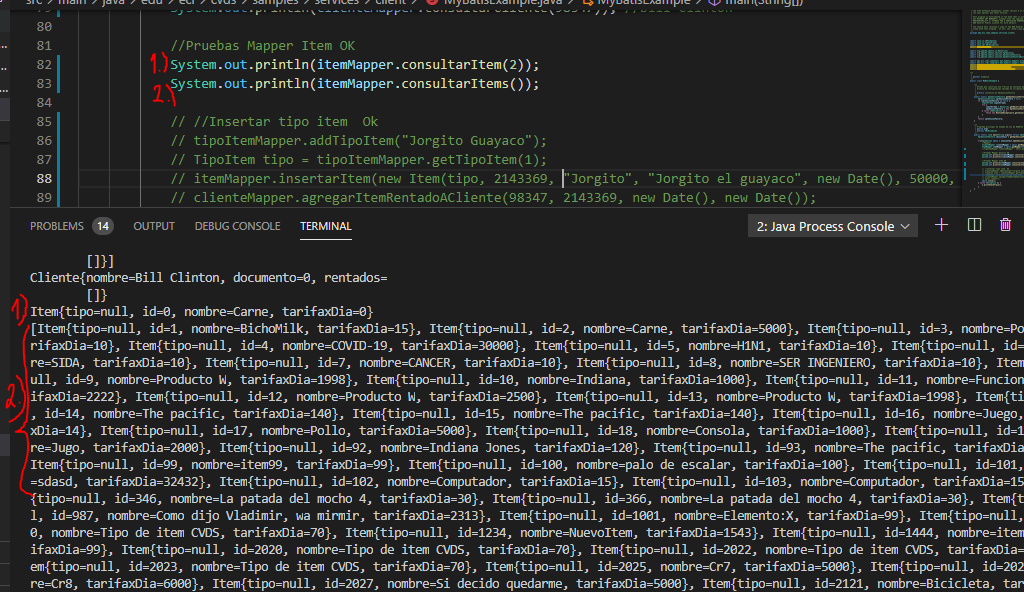 src > main > java > edu > eci > cvds > samples > services > client > MyBatisExample.java > MyBatisExample > main(String[])
80
81 //Pruebas Mapper Item OK
82 1.) System.out.println(itemMapper.consultarItem(2));
83 System.out.println(itemMapper.consultarItems());
84 2.)
85 // //Insertar tipo item  Ok
86 // tipoItemMapper.addTipoItem("Jorgito Guayaco");
87 // TipoItem tipo = tipoItemMapper.getTipoItem(1);
88 // itemMapper.insertarItem(new Item(tipo, 2143369, "Jorgito", "Jorgito el guayaco", new Date(), 50000,
89 // clienteMapper.agregarItemRentadoACliente(98347, 2143369, new Date(), new Date());
PROBLEMS 14 OUTPUT DEBUG CONSOLE TERMINAL 2: Java Process Console
[]}]
Cliente{nombre=Bill Clinton, documento=0, rentados=
[]}
1.) Item{tipo=null, id=0, nombre=Carne, tarifaxDia=0}
[Item{tipo=null, id=1, nombre=BichoMilk, tarifaxDia=15}, Item{tipo=null, id=2, nombre=Carne, tarifaxDia=5000}, Item{tipo=null, id=3, nombre=Po
rifaxDia=10}, Item{tipo=null, id=4, nombre=COVID-19, tarifaxDia=30000}, Item{tipo=null, id=5, nombre=H1N1, tarifaxDia=10}, Item{tipo=null, id=
re=SIDA, tarifaxDia=10}, Item{tipo=null, id=7, nombre=CANCER, tarifaxDia=10}, Item{tipo=null, id=8, nombre=SER INGENIERO, tarifaxDia=10}, Item
ull, id=9, nombre=Producto W, tarifaxDia=1998}, Item{tipo=null, id=10, nombre=Indiana, tarifaxDia=1000}, Item{tipo=null, id=11, nombre=Funcion
2.) ifaxDia=2222}, Item{tipo=null, id=12, nombre=Producto W, tarifaxDia=2500}, Item{tipo=null, id=13, nombre=Producto W, tarifaxDia=1998}, Item{ti
, id=14, nombre=The pacific, tarifaxDia=140}, Item{tipo=null, id=15, nombre=The pacific, tarifaxDia=140}, Item{tipo=null, id=16, nombre=Juego,
xDia=14}, Item{tipo=null, id=17, nombre=Pollo, tarifaxDia=5000}, Item{tipo=null, id=18, nombre=Consola, tarifaxDia=1000}, Item{tipo=null, id=1
re=Jugo, tarifaxDia=2000}, Item{tipo=null, id=92, nombre=Indiana Jones, tarifaxDia=120}, Item{tipo=null, id=93, nombre=The pacific, tarifaxDia
Item{tipo=null, id=99, nombre=item99, tarifaxDia=99}, Item{tipo=null, id=100, nombre=palo de escalar, tarifaxDia=100}, Item{tipo=null, id=101,
=sdasd, tarifaxDia=32432}, Item{tipo=null, id=102, nombre=Computador, tarifaxDia=15}, Item{tipo=null, id=103, nombre=Computador, tarifaxDia=15
{tipo=null, id=346, nombre=La patada del mocho 4, tarifaxDia=30}, Item{tipo=null, id=366, nombre=La patada del mocho 4, tarifaxDia=30}, Item{t
l, id=987, nombre=Como dijo Vladimir, wa mirmir, tarifaxDia=2313}, Item{tipo=null, id=1001, nombre=Elemento:X, tarifaxDia=99}, Item{tipo=null,
0, nombre=Tipo de item CVDS, tarifaxDia=70}, Item{tipo=null, id=1234, nombre=NuevoItem, tarifaxDia=1543}, Item{tipo=null, id=1444, nombre=item
ifaxDia=99}, Item{tipo=null, id=2020, nombre=Tipo de item CVDS, tarifaxDia=70}, Item{tipo=null, id=2022, nombre=Tipo de item CVDS, tarifaxDia=
em{tipo=null, id=2023, nombre=Tipo de item CVDS, tarifaxDia=70}, Item{tipo=null, id=2025, nombre=Cr7, tarifaxDia=5000}, Item{tipo=null, id=202
re=Cr8, tarifaxDia=6000}, Item{tipo=null, id=2027, nombre=Si decido quedarme, tarifaxDia=5000}, Item{tipo=null, id=2121, nombre=Bicicleta, tar